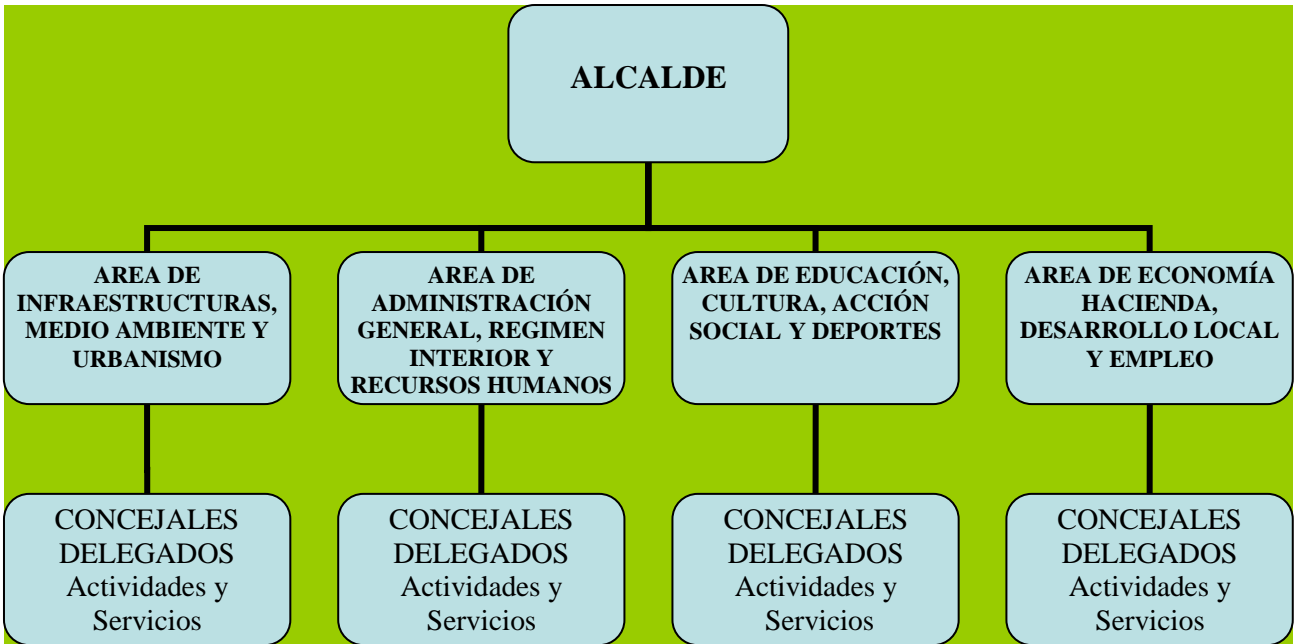 ALCALDE
AREA DE
INFRAESTRUCTURAS,
MEDIO AMBIENTE Y
URBANISMO
AREA DE
ADMINISTRACIÓN
GENERAL, REGIMEN
INTERIOR Y
RECURSOS HUMANOS
AREA DE EDUCACIÓN,
CULTURA, ACCIÓN
SOCIAL Y DEPORTES
AREA DE ECONOMÍA
HACIENDA,
DESARROLLO LOCAL
Y EMPLEO
CONCEJALES
DELEGADOS
Actividades y
Servicios
CONCEJALES
DELEGADOS
Actividades y
Servicios
CONCEJALES
DELEGADOS
Actividades y
Servicios
CONCEJALES
DELEGADOS
Actividades y
Servicios